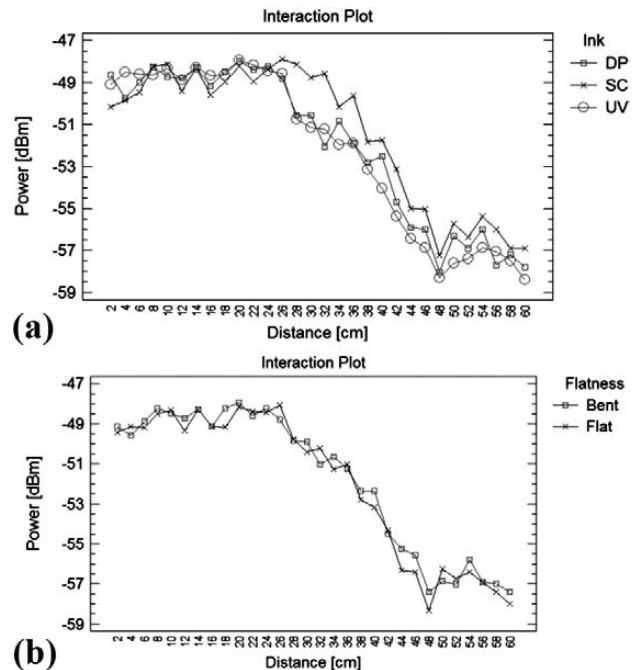 Interaction Plot
-47
-49
-51
-53
-55
-57
-59
Power [dBm]
2 4 6 8 10 12 14 16 18 20 22 24 26 28 30 32 34 36 38 40 42 44 46 48 50 52 54 56 58 60
Distance [cm]
Ink
DP
SC
UV
(a)
Interaction Plot
-47
-49
-51
-53
-55
-57
-59
Power [dBm]
2 4 6 8 10 12 14 16 18 20 22 24 26 28 30 32 34 36 38 40 42 44 46 48 50 52 54 56 58 60
Distance [cm]
Flatness
Bent
Flat
(b)